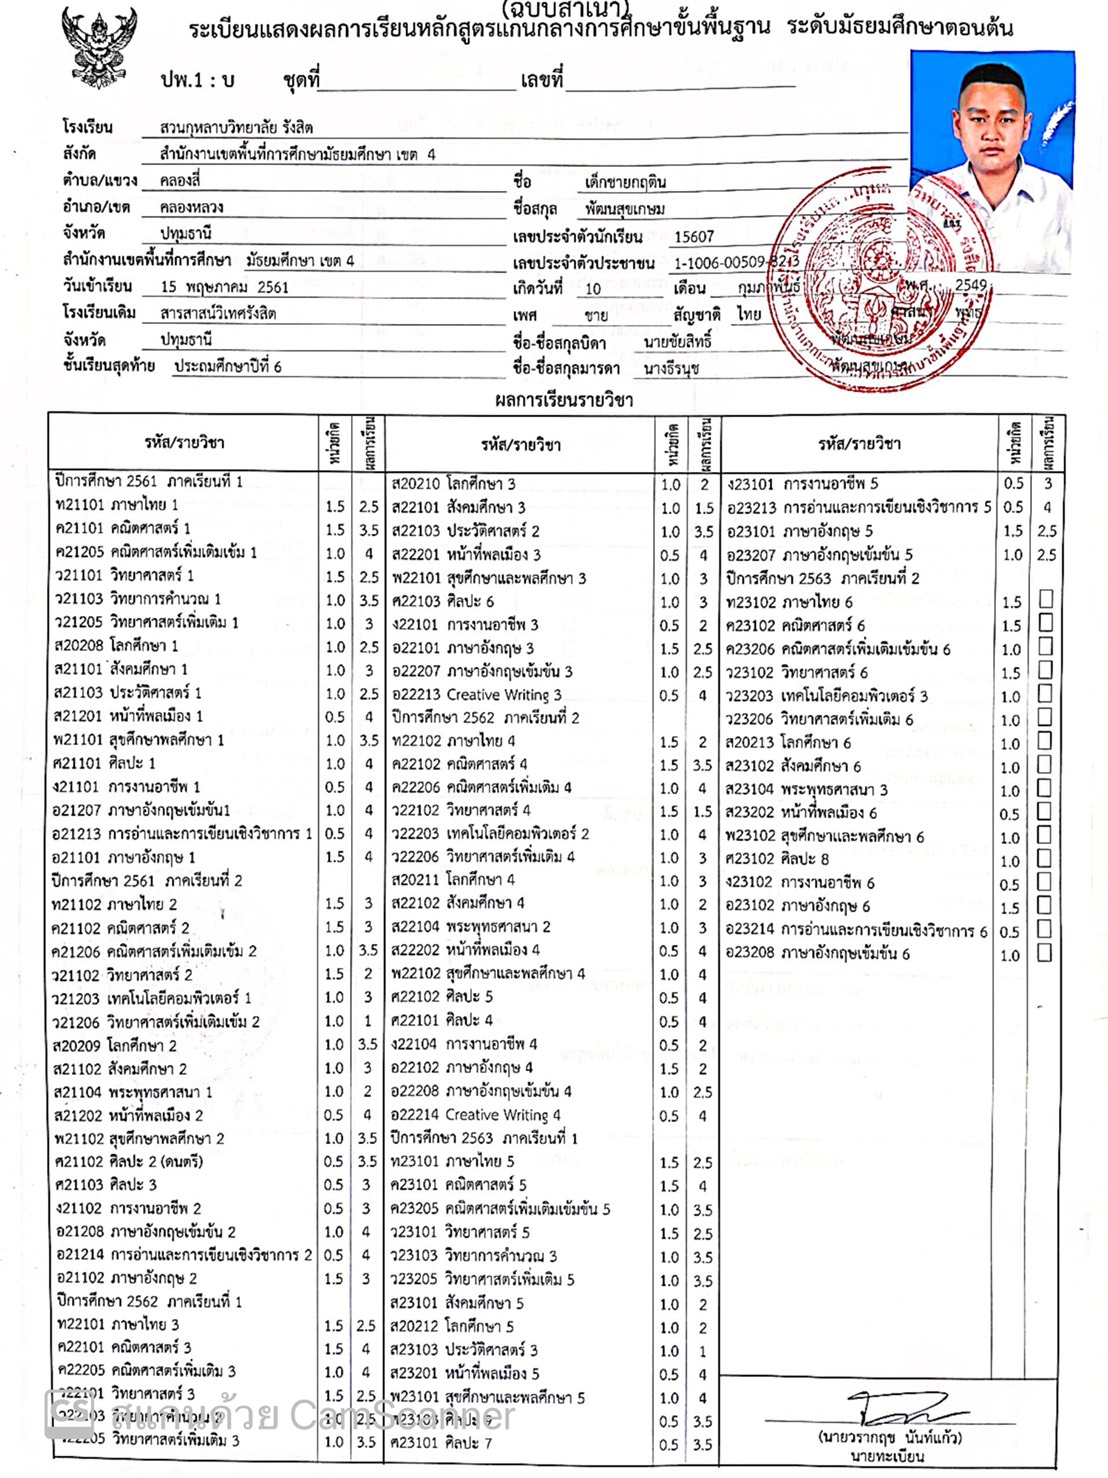 (ฉบับสำเนา)
ระเบียนแสดงผลการเรียนหลักสูตรแกนกลางการศึกษาขั้นพื้นฐาน ระดับมัธยมศึกษาตอนต้น
ปพ.1 : บ ชุดที่ เลขที่
โรงเรียน สวนกุหลาบวิทยาลัย รังสิต
สังกัด สำนักงานเขตพื้นที่การศึกษามัธยมศึกษา เขต 4
ตำบล/แขวง คลองสี่
อำเภอ/เขต คลองหลวง
จังหวัด ปทุมธานี
สำนักงานเขตพื้นที่การศึกษา มัธยมศึกษา เขต 4
วันเข้าเรียน 15 พฤษภาคม 2561
โรงเรียนเดิม สารสาสน์วิเทศรังสิต
จังหวัด ปทุมธานี
ชั้นเรียนสุดท้าย ประถมศึกษาปีที่ 6
ชื่อ เด็กชายกฤติน
ชื่อสกุล พัฒนสุขเกษม
เลขประจำตัวนักเรียน 15607
เลขประจำตัวประชาชน 1-1006-00509-82-3
เกิดวันที่ 10 เดือน กุมภาพันธ์ พ.ศ. 2549
เพศ ชาย สัญชาติ ไทย ศาสนา พุทธ
ชื่อ-ชื่อสกุลบิดา นายชัยสิทธิ์ พัฒนสุขเกษม
ชื่อ-ชื่อสกุลมารดา นางธีรนุช พัฒนสุขเกษม
ผลการเรียนรายวิชา
รหัส/รายวิชา หน่วยกิต ผลการเรียน
ปีการศึกษา 2561 ภาคเรียนที่ 1
ท21101 ภาษาไทย 1 1.5 2.5
ค21101 คณิตศาสตร์ 1 1.5 3.5
ค21205 คณิตศาสตร์เพิ่มเติมเข้ม 1 1.0 4
ว21101 วิทยาศาสตร์ 1 1.5 2.5
ว21103 วิทยาการคำนวณ 1 1.0 3.5
ว21205 วิทยาศาสตร์เพิ่มเติม 1 1.0 3
ส20208 โลกศึกษา 1 1.0 2.5
ส21101 สังคมศึกษา 1 1.0 3
ส21103 ประวัติศาสตร์ 1 1.0 2.5
ส21201 หน้าที่พลเมือง 1 0.5 4
พ21101 สุขศึกษาพลศึกษา 1 1.0 3.5
ศ21101 ศิลปะ 1 1.0 4
ง21101 การงานอาชีพ 1 0.5 4
อ21207 ภาษาอังกฤษเข้มข้น1 1.0 4
อ21213 การอ่านและการเขียนเชิงวิชาการ 1 0.5 4
อ21101 ภาษาอังกฤษ 1 1.5 4
ปีการศึกษา 2561 ภาคเรียนที่ 2
ท21102 ภาษาไทย 2 1.5 3
ค21102 คณิตศาสตร์ 2 1.5 3
ค21206 คณิตศาสตร์เพิ่มเติมเข้ม 2 1.0 3.5
ว21102 วิทยาศาสตร์ 2 1.5 2
ว21203 เทคโนโลยีคอมพิวเตอร์ 1 1.0 3
ว21206 วิทยาศาสตร์เพิ่มเติมเข้ม 2 1.0 1
ส20209 โลกศึกษา 2 1.0 3.5
ส21102 สังคมศึกษา 2 1.0 3
ส21104 พระพุทธศาสนา 1 1.0 2
ส21202 หน้าที่พลเมือง 2 0.5 4
พ21102 สุขศึกษาพลศึกษา 2 1.0 3.5
ศ21102 ศิลปะ 2 (ดนตรี) 0.5 3.5
ศ21103 ศิลปะ 3 0.5 3
ง21102 การงานอาชีพ 2 0.5 3
อ21208 ภาษาอังกฤษเข้มข้น 2 1.0 4
อ21214 การอ่านและการเขียนเชิงวิชาการ 2 0.5 4
อ21102 ภาษาอังกฤษ 2 1.5 3
ปีการศึกษา 2562 ภาคเรียนที่ 1
ท22101 ภาษาไทย 3 1.5 2.5
ค22101 คณิตศาสตร์ 3 1.5 4
ค22205 คณิตศาสตร์เพิ่มเติม 3 1.0 4
ว22101 วิทยาศาสตร์ 3 1.5 2.5
ว22103 วิทยาการคำนวณ 2 1.0 2.5
ว22205 วิทยาศาสตร์เพิ่มเติม 3 1.0 3.5
รหัส/รายวิชา หน่วยกิต ผลการเรียน
ส20210 โลกศึกษา 3 1.0 2
ส22101 สังคมศึกษา 3 1.0 1.5
ส22103 ประวัติศาสตร์ 2 1.0 3.5
ส22201 หน้าที่พลเมือง 3 0.5 4
พ22101 สุขศึกษาและพลศึกษา 3 1.0 3
ศ22103 ศิลปะ 6 1.0 3
ง22101 การงานอาชีพ 3 0.5 2
อ22101 ภาษาอังกฤษ 3 1.5 2.5
อ22207 ภาษาอังกฤษเข้มข้น 3 1.0 2.5
อ22213 Creative Writing 3 0.5 4
ปีการศึกษา 2562 ภาคเรียนที่ 2
ท22102 ภาษาไทย 4 1.5 2
ค22102 คณิตศาสตร์ 4 1.5 3.5
ค22206 คณิตศาสตร์เพิ่มเติม 4 1.0 4
ว22102 วิทยาศาสตร์ 4 1.5 1.5
ว22203 เทคโนโลยีคอมพิวเตอร์ 2 1.0 4
ว22206 วิทยาศาสตร์เพิ่มเติม 4 1.0 3
ส20211 โลกศึกษา 4 1.0 3
ส22102 สังคมศึกษา 4 1.0 2
ส22104 พระพุทธศาสนา 2 1.0 3
ส22202 หน้าที่พลเมือง 4 0.5 4
พ22102 สุขศึกษาและพลศึกษา 4 1.0 4
ศ22102 ศิลปะ 5 0.5 4
ศ22101 ศิลปะ 4 0.5 4
ง22104 การงานอาชีพ 4 0.5 2
อ22102 ภาษาอังกฤษ 4 1.5 2
อ22208 ภาษาอังกฤษเข้มข้น 4 1.0 2.5
อ22214 Creative Writing 4 0.5 4
ปีการศึกษา 2563 ภาคเรียนที่ 1
ท23101 ภาษาไทย 5 1.5 2.5
ค23101 คณิตศาสตร์ 5 1.5 4
ค23205 คณิตศาสตร์เพิ่มเติมเข้มข้น 5 1.0 3.5
ว23101 วิทยาศาสตร์ 5 1.5 2.5
ว23103 วิทยาการคำนวณ 3 1.0 3.5
ว23205 วิทยาศาสตร์เพิ่มเติม 5 1.0 3.5
ส23101 สังคมศึกษา 5 1.0 2
ส20212 โลกศึกษา 5 1.0 2
ส23103 ประวัติศาสตร์ 3 1.0 1
ส23201 หน้าที่พลเมือง 5 0.5 4
พ23101 สุขศึกษาและพลศึกษา 5 1.0 4
ศิลปะ 0.5 3.5
ศ23101 ศิลปะ 7 0.5 3.5
รหัส/รายวิชา หน่วยกิต ผลการเรียน
ง23101 การงานอาชีพ 5 0.5 3
อ23213 การอ่านและการเขียนเชิงวิชาการ 5 0.5 4
อ23101 ภาษาอังกฤษ 5 1.5 2.5
อ23207 ภาษาอังกฤษเข้มข้น 5 1.0 2.5
ปีการศึกษา 2563 ภาคเรียนที่ 2
ท23102 ภาษาไทย 6 1.5
ค23102 คณิตศาสตร์ 6 1.5
ค23206 คณิตศาสตร์เพิ่มเติมเข้มข้น 6 1.0
ว23102 วิทยาศาสตร์ 6 1.5
ว23203 เทคโนโลยีคอมพิวเตอร์ 3 1.0
ว23206 วิทยาศาสตร์เพิ่มเติม 6 1.0
ส20213 โลกศึกษา 6 1.0
ส23102 สังคมศึกษา 6 1.0
ส23104 พระพุทธศาสนา 3 1.0
ส23202 หน้าที่พลเมือง 6 0.5
พ23102 สุขศึกษาและพลศึกษา 6 1.0
ศ23102 ศิลปะ 8 1.0
ง23102 การงานอาชีพ 6 0.5
อ23102 ภาษาอังกฤษ 6 1.5
อ23214 การอ่านและการเขียนเชิงวิชาการ 6 0.5
อ23208 ภาษาอังกฤษเข้มข้น 6 1.0
(นายวรากฤช นันท์แก้ว)
นายทะเบียน
CS สแกนด้วย CamScanner